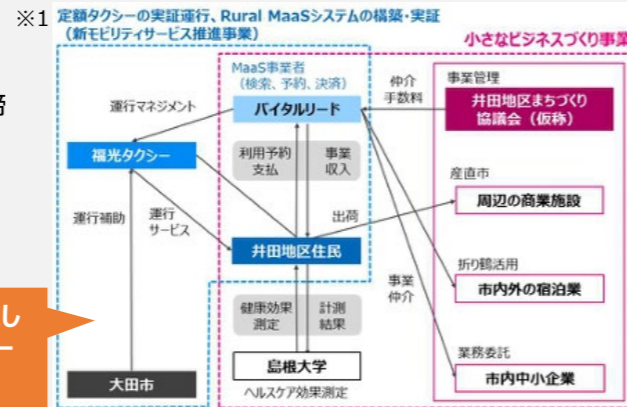 ※1 定額タクシーの実証運行、Rural MaaSシステムの構築・実証
（新モビリティサービス推進事業）
小さなビジネスづくり事業
MaaS事業者
（検索、予約、決済）
バイタルリード
運行マネジメント
仲介
手数料
事業管理
井田地区まちづくり
協議会（仮称）
福光タクシー
利用予約
支払
事業
収入
産直市
周辺の商業施設
運行補助
運行
サービス
出荷
井田地区住民
折り鶴活用
市内外の宿泊業
事業
仲介
健康効果
測定
計測
結果
業務委託
市内中小企業
大田市
島根大学
ヘルスケア効果測定
し
ー